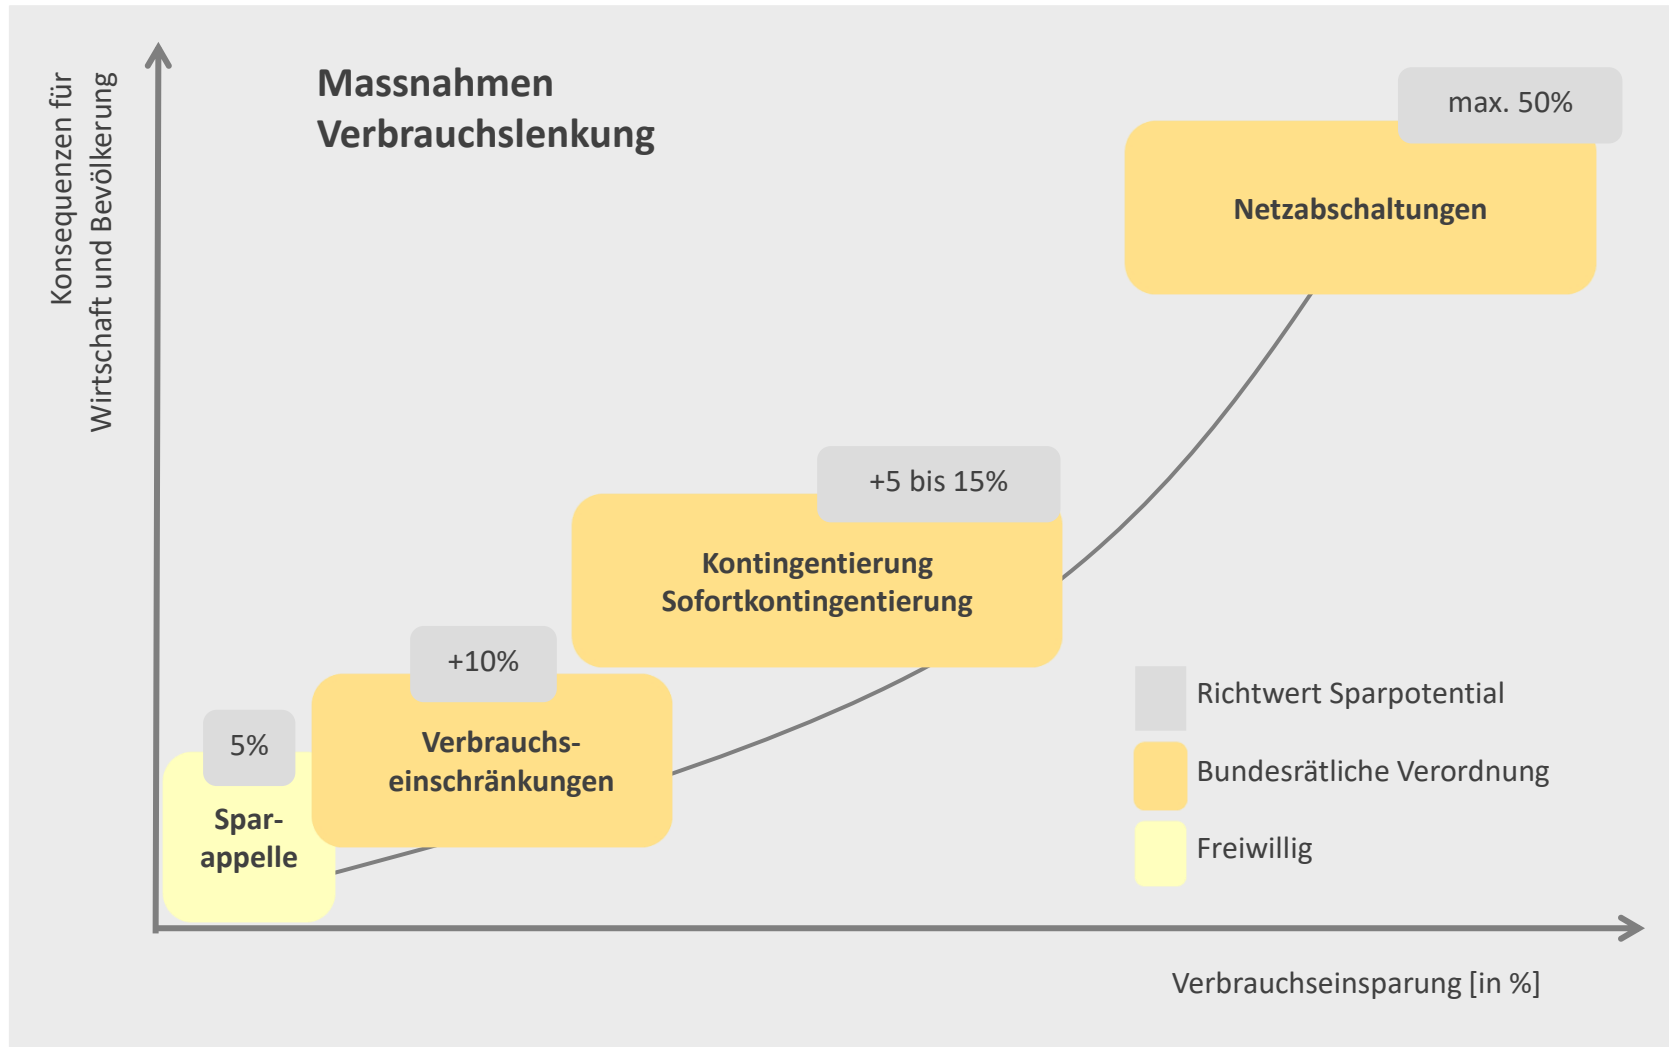 Konsequenzen für
Wirtschaft und Bevölkerung
Massnahmen
Verbrauchslenkung
max. 50%
Netzabschaltungen
+5 bis 15%
Kontingentierung
Sofortkontingentierung
+10%
Verbrauchs-
einschränkungen
5%
Spar-
appelle
Richtwert Sparpotential
Bundesrätliche Verordnung
Freiwillig
Verbrauchseinsparung [in %]